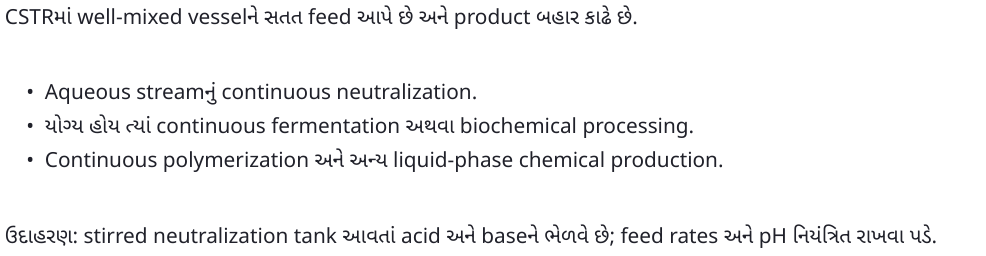 CSTRમાં well-mixed vesselને સતત feed આપે છે અને product બહાર કાઢે છે.
• Aqueous streamનું continuous neutralization.
• યોગ્ય હોય ત્યાં continuous fermentation અથવા biochemical processing.
• Continuous polymerization અને અન્ય liquid-phase chemical production.
ઉદાહરણ: stirred neutralization tank આવતાં acid અને baseને ભેળવે છે; feed rates અને pH નિયંત્રિત રાખવા પડે.